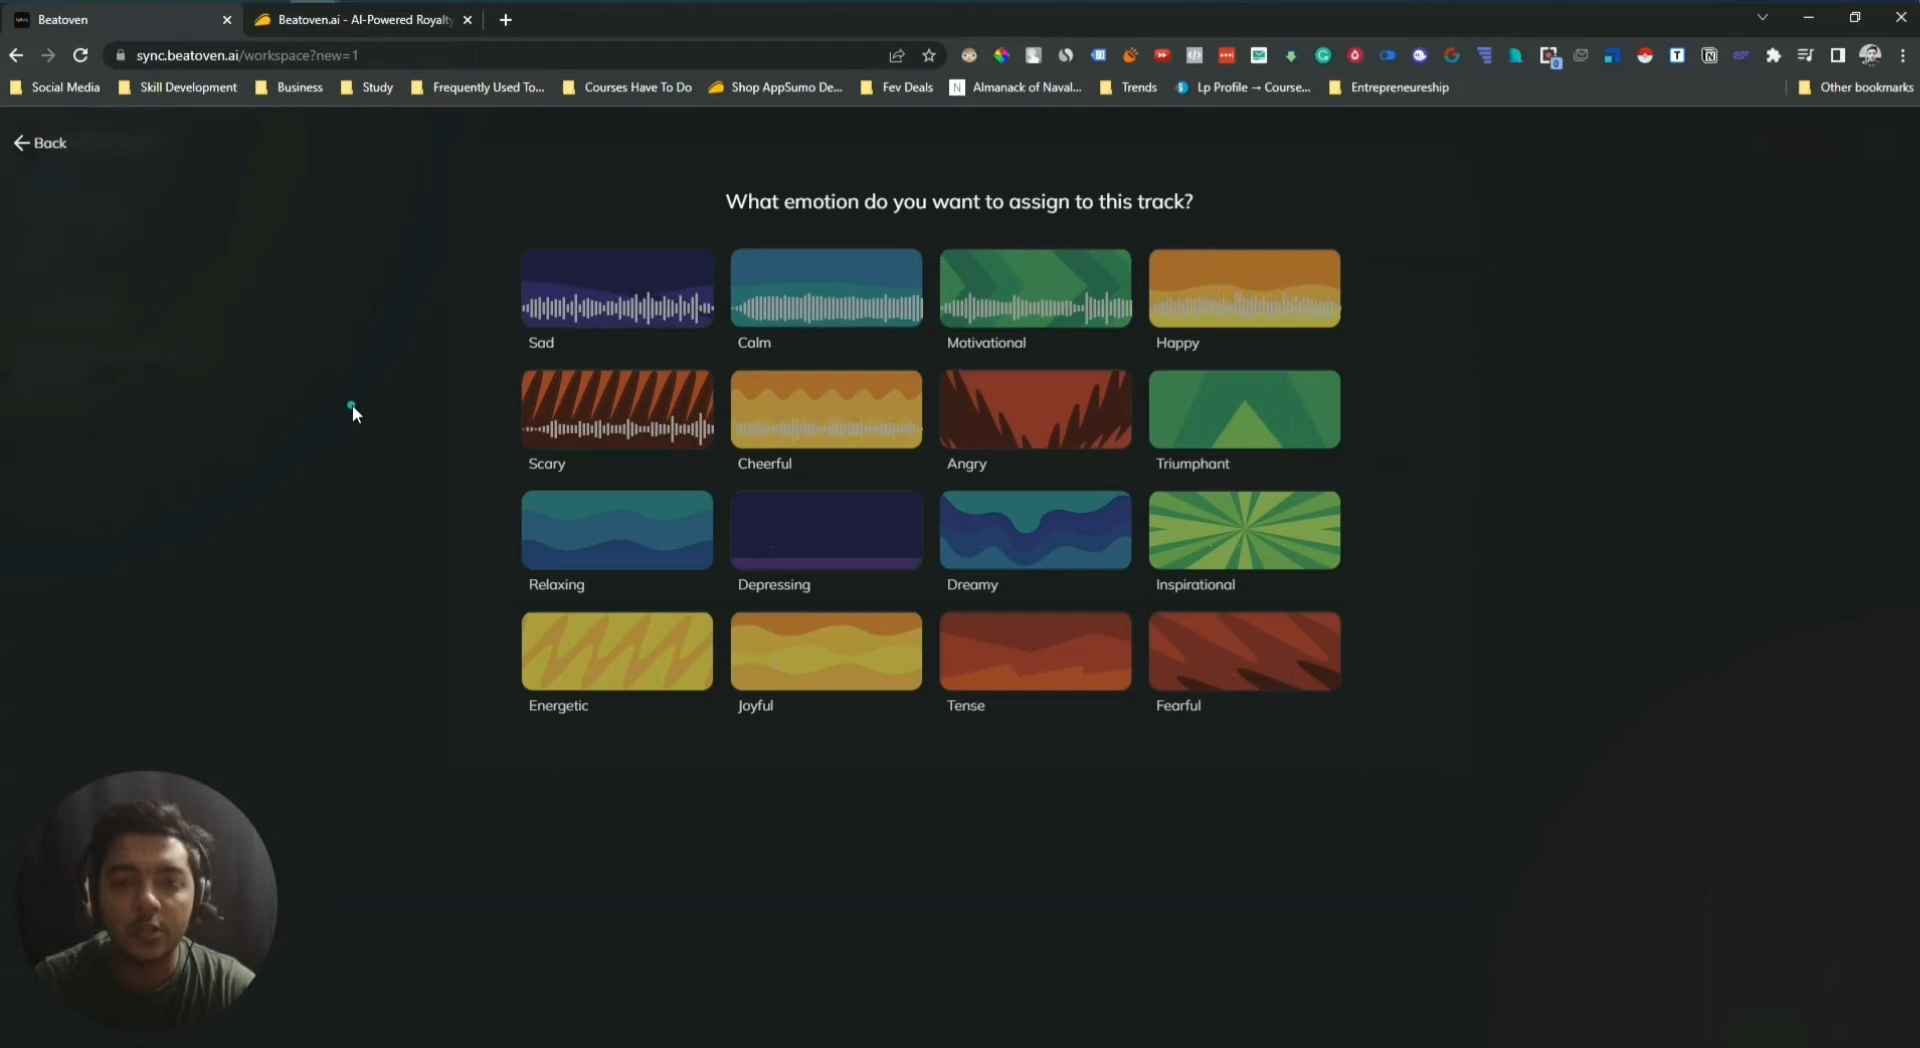 Beatoven
Beatoven.ai - AI-Powered Royalty
sync.beatoven.ai/workspace?new=1
Social Media
Skill Development
Business
Study
Frequently Used To...
Courses Have To Do
Shop AppSumo De...
Fev Deals
N Almanack of Naval...
Trends
Lp Profile → Course...
Entrepreneureship
Other bookmarks
Back
What emotion do you want to assign to this track?
Sad
Calm
Motivational
Happy
Scary
Cheerful
Angry
Triumphant
Relaxing
Depressing
Dreamy
Inspirational
Energetic
Joyful
Tense
Fearful